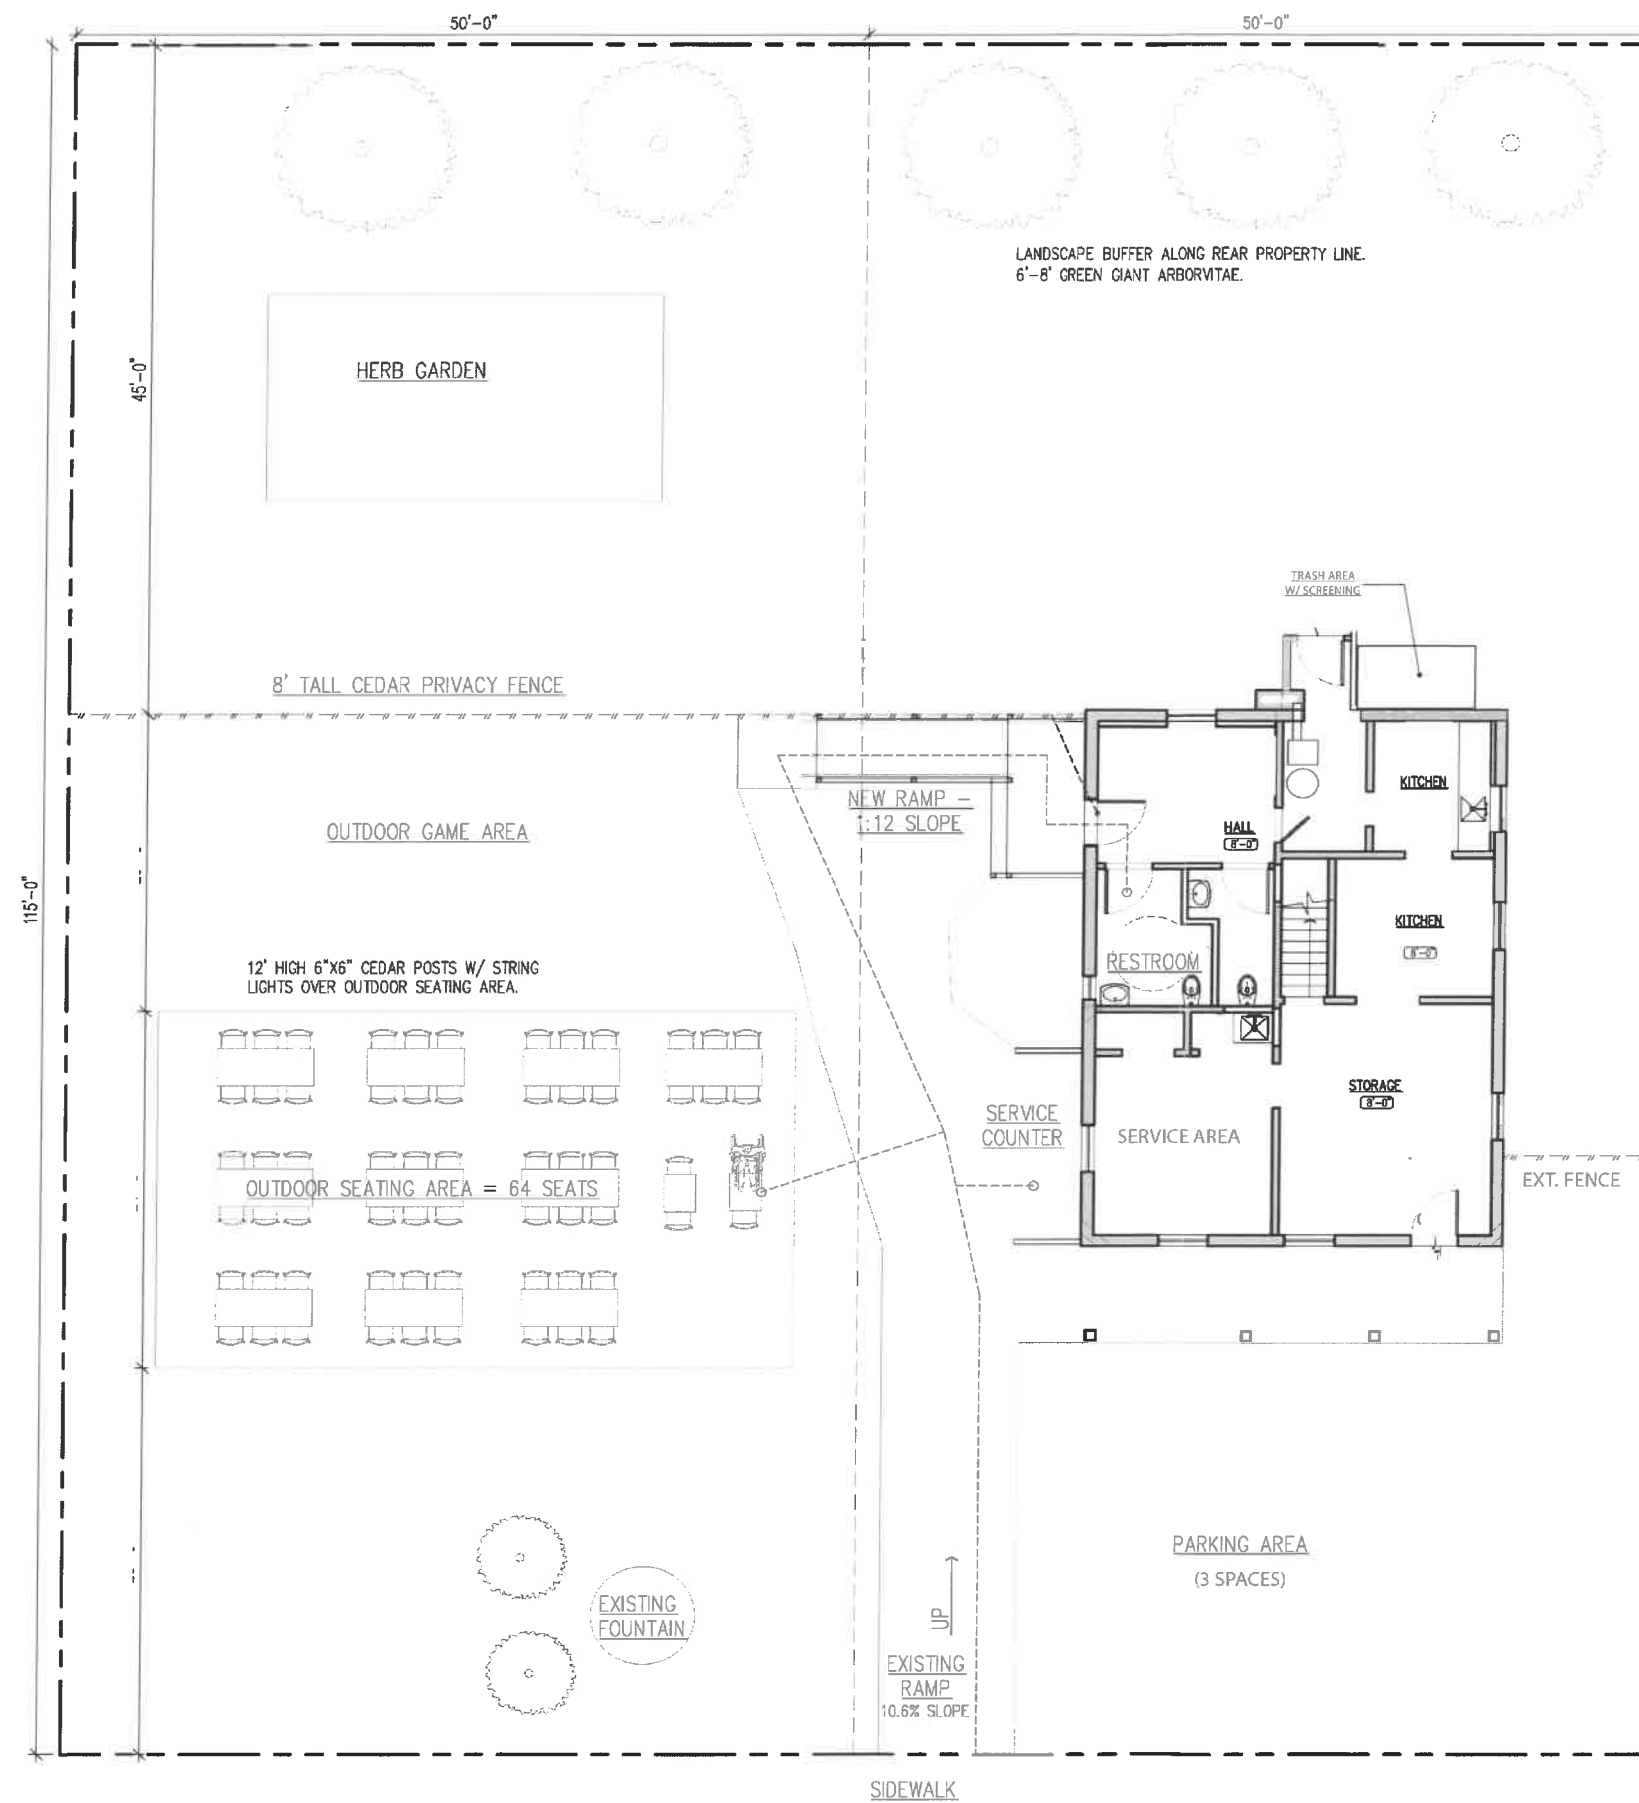 50'-0"
50'-0"
LANDSCAPE BUFFER ALONG REAR PROPERTY LINE.
6'-8' GREEN GIANT ARBORVITAE.
HERB GARDEN
45'-0"
TRASH AREA
W/ SCREENING
8' TALL CEDAR PRIVACY FENCE
KITCHEN
NEW RAMP -
1:12 SLOPE
OUTDOOR GAME AREA
HALL
8'-0"
115'-0"
KITCHEN
8'-0"
RESTROOM
12' HIGH 6"X6" CEDAR POSTS W/ STRING
LIGHTS OVER OUTDOOR SEATING AREA.
STORAGE
8'-0"
SERVICE
COUNTER
SERVICE AREA
OUTDOOR SEATING AREA = 64 SEATS
EXT. FENCE
PARKING AREA
(3 SPACES)
EXISTING
FOUNTAIN
UP
EXISTING
RAMP
10.6% SLOPE
SIDEWALK